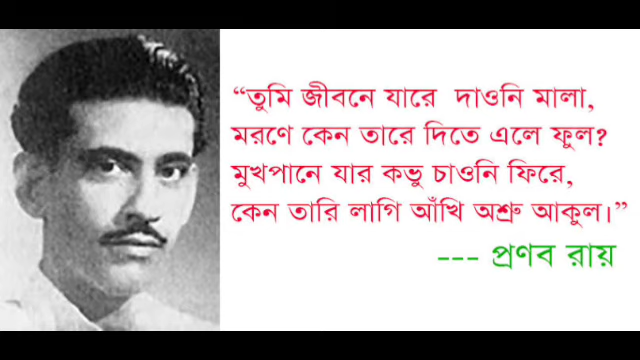 “তুমি জীবনে যারে দাওনি মালা,
মরণে কেন তারে দিতে এলে ফুল?
মুখপানে যার কভু চাওনি ফিরে,
কেন তারি লাগি আঁখি অশ্রু আকুল।”
--- প্রণব রায়